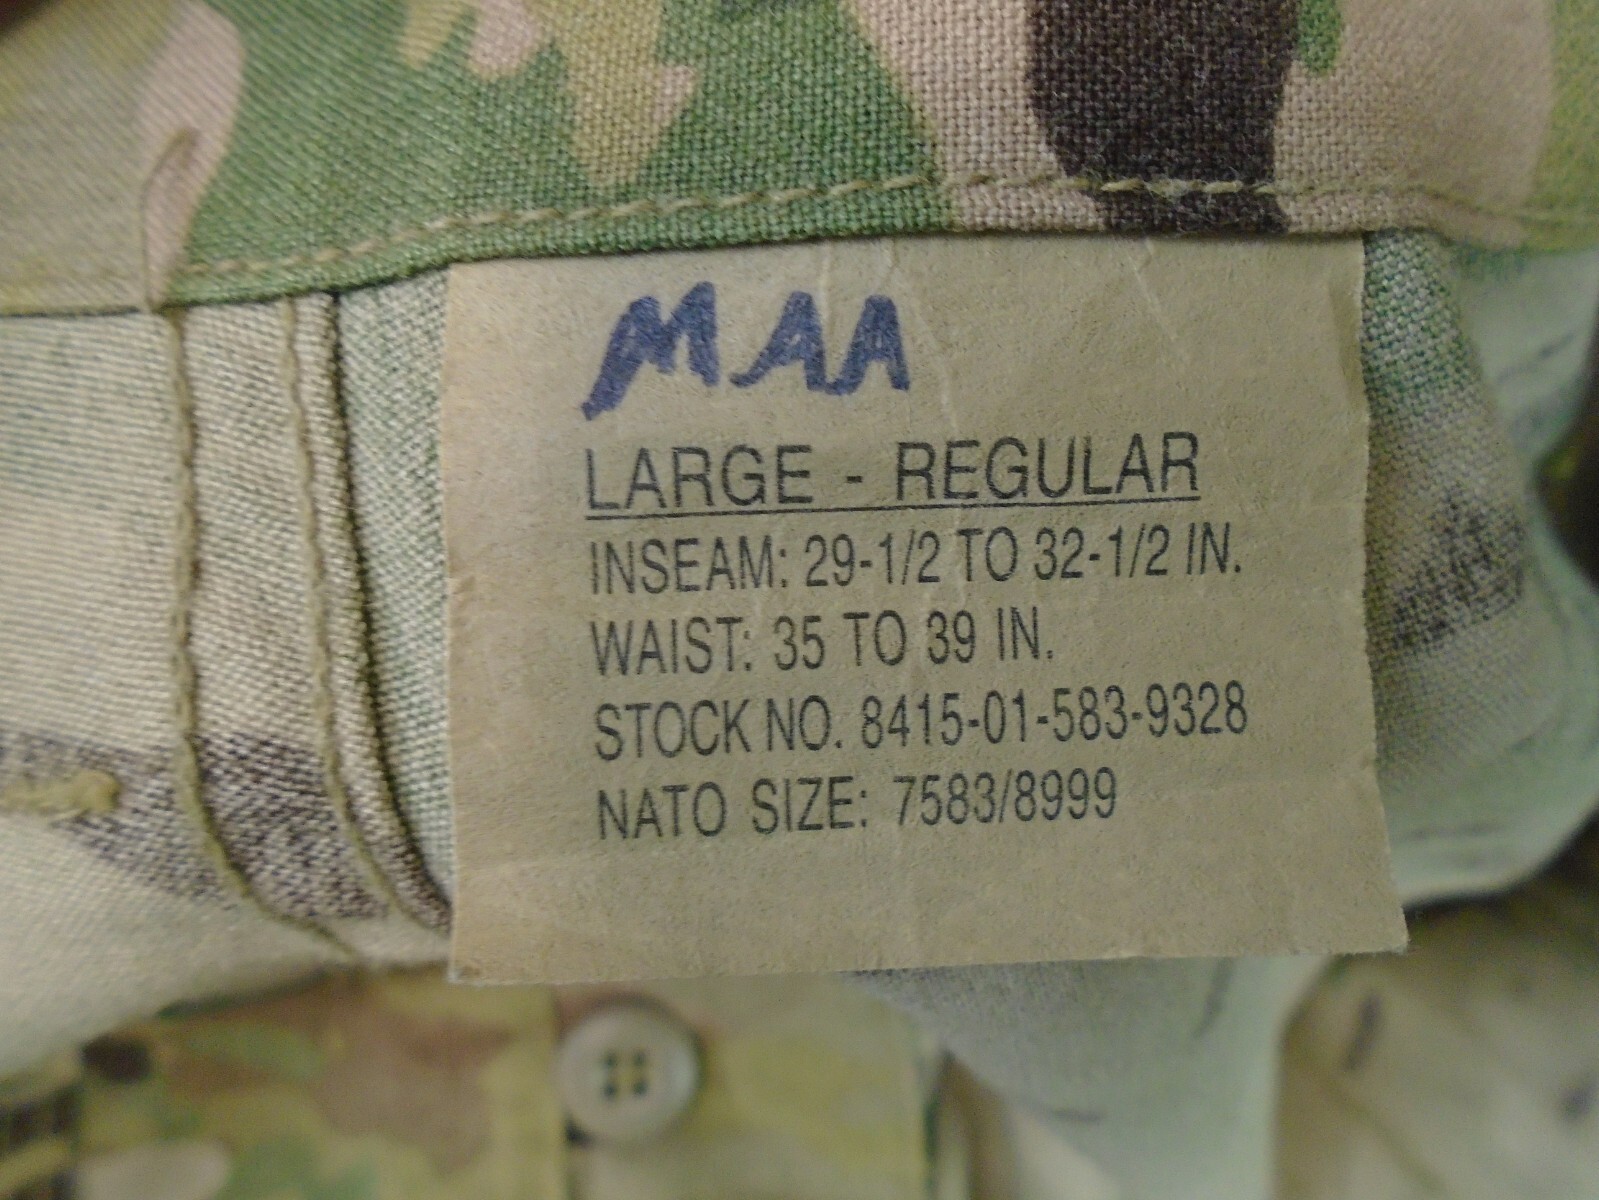 MAA
LARGE - REGULAR
INSEAM: 29-1/2 TO 32-1/2 IN.
WAIST: 35 TO 39 IN.
STOCK NO. 8415-01-583-9328
NATO SIZE: 7583/8999